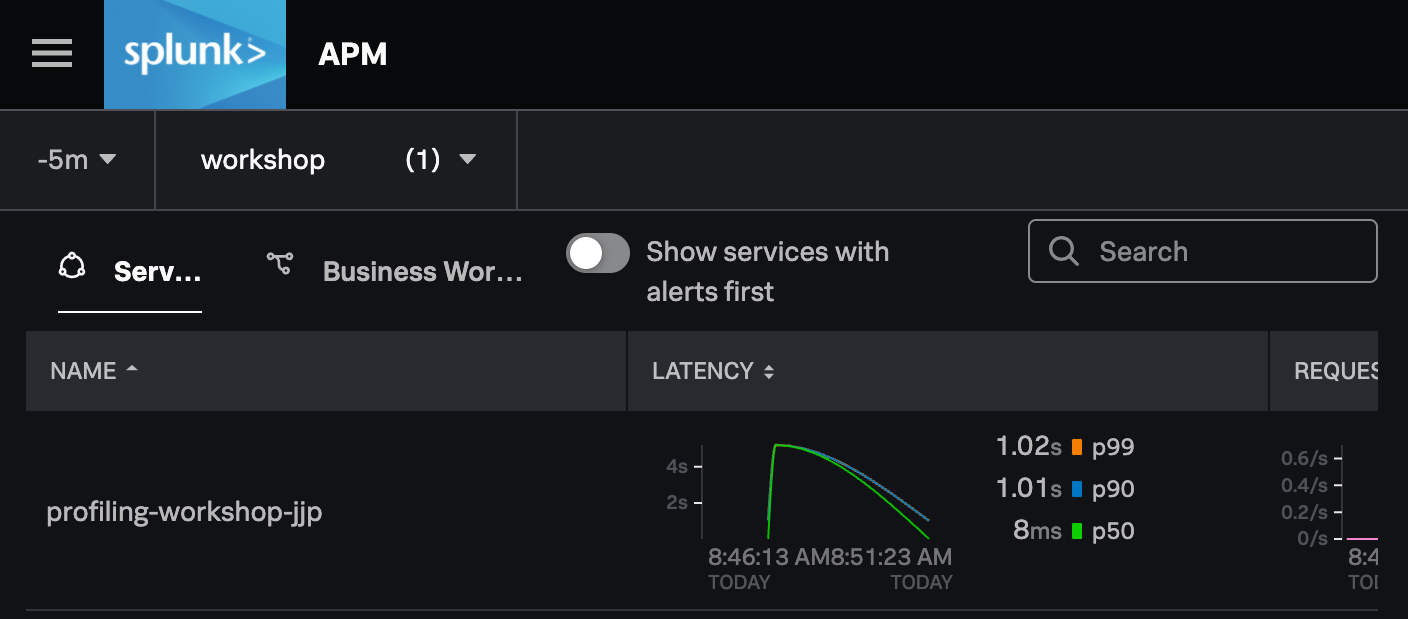 splunk> APM
-5m workshop (1)
Serv... Business Wor... Show services with
alerts first
Search
NAME LATENCY REQUES
profiling-workshop-jjp
4s
2s
8:46:13 AM 8:51:23 AM
TODAY TODAY
1.02s p99
1.01s p90
8ms p50
0.6/s
0.4/s
0.2/s
0/s
8:4